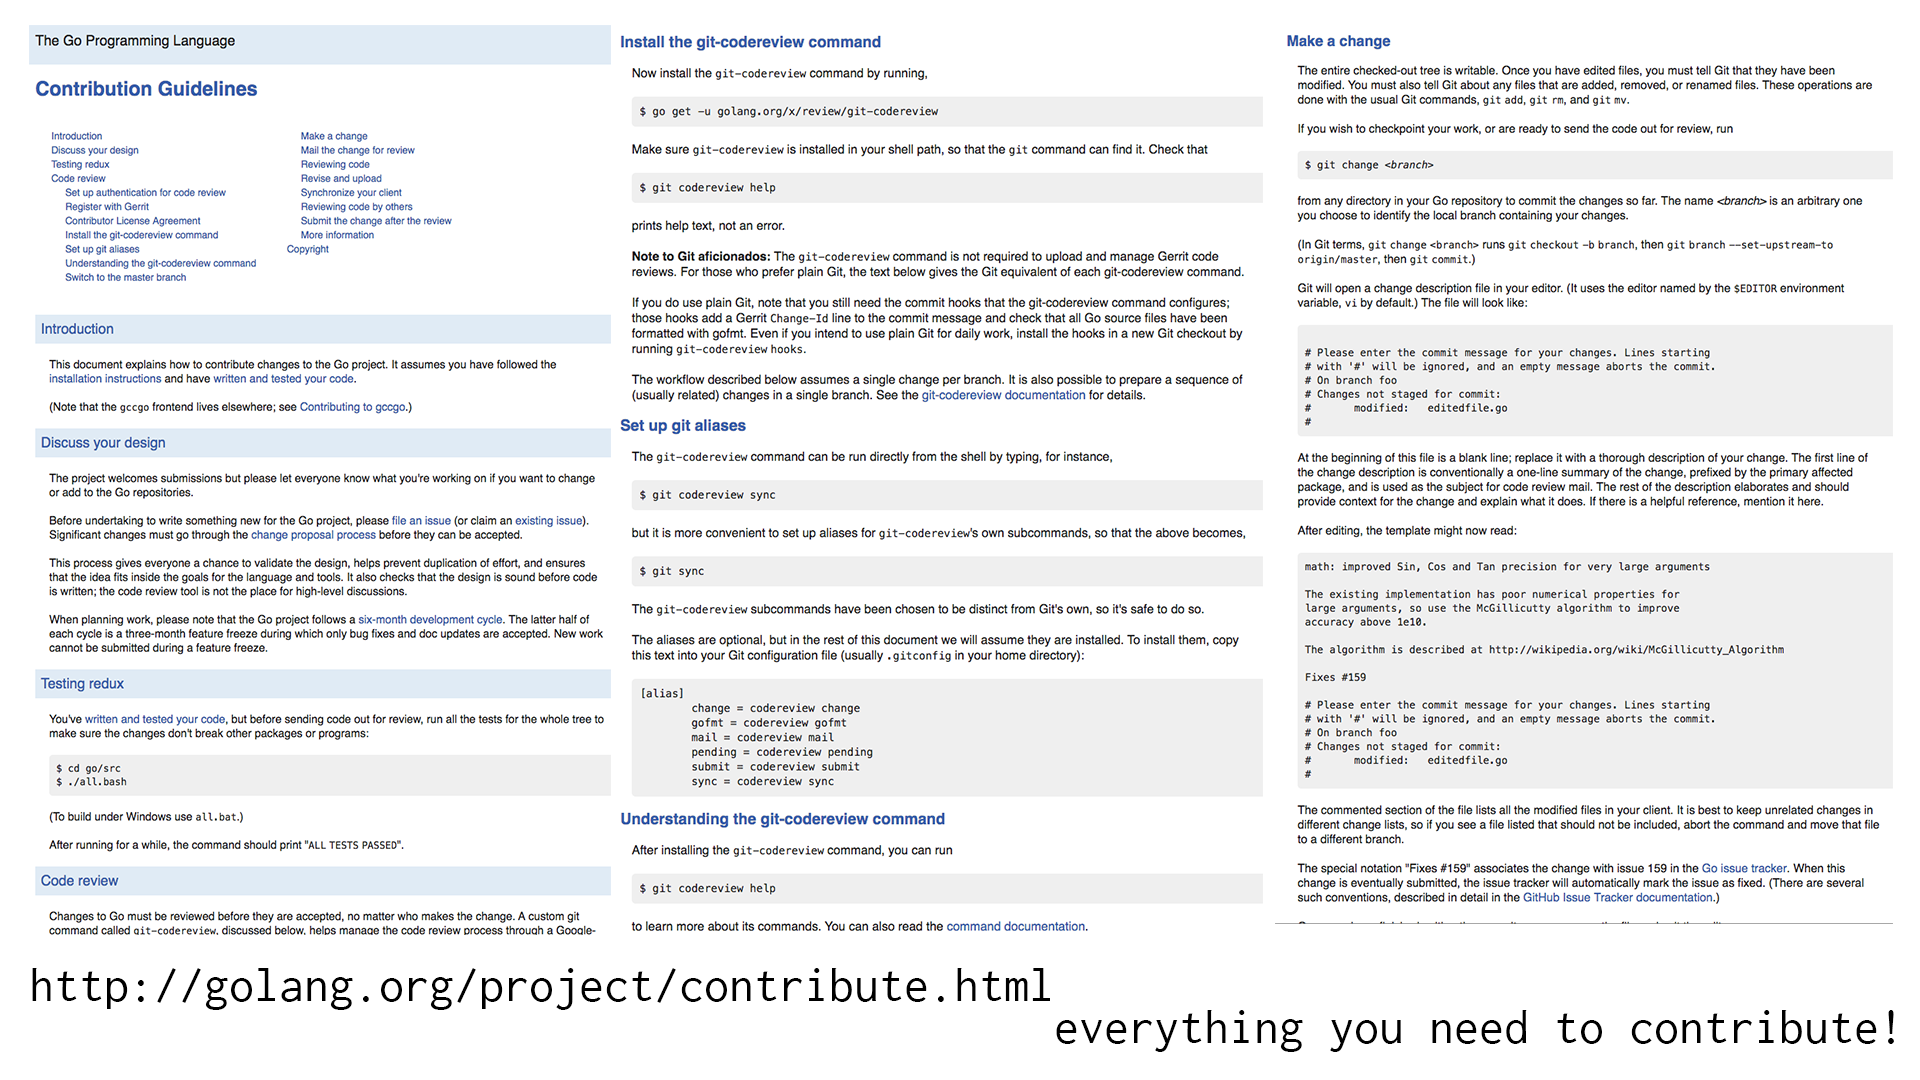 The Go Programming Language
Contribution Guidelines
Introduction
Discuss your design
Testing redux
Code review
Set up authentication for code review
Register with Gerrit
Contributor License Agreement
Install the git-codereview command
Set up git aliases
Understanding the git-codereview command
Switch to the master branch
Make a change
Mail the change for review
Reviewing code
Revise and upload
Synchronize your client
Reviewing code by others
Submit the change after the review
More information
Copyright
Introduction
This document explains how to contribute changes to the Go project. It assumes you have followed the
installation instructions and have written and tested your code.
(Note that the gccgo frontend lives elsewhere; see Contributing to gccgo.)
Discuss your design
The project welcomes submissions but please let everyone know what you're working on if you want to change
or add to the Go repositories.
Before undertaking to write something new for the Go project, please file an issue (or claim an existing issue).
Significant changes must go through the change proposal process before they can be accepted.
This process gives everyone a chance to validate the design, helps prevent duplication of effort, and ensures
that the idea fits inside the goals for the language and tools. It also checks that the design is sound before code
is written; the code review tool is not the place for high-level discussions.
When planning work, please note that the Go project follows a six-month development cycle. The latter half of
each cycle is a three-month feature freeze during which only bug fixes and doc updates are accepted. New work
cannot be submitted during a feature freeze.
Testing redux
You've written and tested your code, but before sending code out for review, run all the tests for the whole tree to
make sure the changes don't break other packages or programs:
$ cd go/src
$ ./all.bash
(To build under Windows use all.bat.)
After running for a while, the command should print "ALL TESTS PASSED".
Code review
Changes to Go must be reviewed before they are accepted, no matter who makes the change. A custom git
command called git-codereview, discussed below, helps manage the code review process through a Google-
Install the git-codereview command
Now install the git-codereview command by running,
$ go get -u golang.org/x/review/git-codereview
Make sure git-codereview is installed in your shell path, so that the git command can find it. Check that
$ git codereview help
prints help text, not an error.
Note to Git aficionados: The git-codereview command is not required to upload and manage Gerrit code
reviews. For those who prefer plain Git, the text below gives the Git equivalent of each git-codereview command.
If you do use plain Git, note that you still need the commit hooks that the git-codereview command configures;
those hooks add a Gerrit Change-Id line to the commit message and check that all Go source files have been
formatted with gofmt. Even if you intend to use plain Git for daily work, install the hooks in a new Git checkout by
running git-codereview hooks.
The workflow described below assumes a single change per branch. It is also possible to prepare a sequence of
(usually related) changes in a single branch. See the git-codereview documentation for details.
Set up git aliases
The git-codereview command can be run directly from the shell by typing, for instance,
$ git codereview sync
but it is more convenient to set up aliases for git-codereview's own subcommands, so that the above becomes,
$ git sync
The git-codereview subcommands have been chosen to be distinct from Git's own, so it's safe to do so.
The aliases are optional, but in the rest of this document we will assume they are installed. To install them, copy
this text into your Git configuration file (usually .gitconfig in your home directory):
[alias]
change = codereview change
gofmt = codereview gofmt
mail = codereview mail
pending = codereview pending
submit = codereview submit
sync = codereview sync
Understanding the git-codereview command
After installing the git-codereview command, you can run
$ git codereview help
to learn more about its commands. You can also read the command documentation.
Make a change
The entire checked-out tree is writable. Once you have edited files, you must tell Git that they have been
modified. You must also tell Git about any files that are added, removed, or renamed files. These operations are
done with the usual Git commands, git add, git rm, and git mv.
If you wish to checkpoint your work, or are ready to send the code out for review, run
$ git change <branch>
from any directory in your Go repository to commit the changes so far. The name <branch> is an arbitrary one
you choose to identify the local branch containing your changes.
(In Git terms, git change <branch> runs git checkout -b branch, then git branch --set-upstream-to
origin/master, then git commit.)
Git will open a change description file in your editor. (It uses the editor named by the $EDITOR environment
variable, vi by default.) The file will look like:
# Please enter the commit message for your changes. Lines starting
# with '#' will be ignored, and an empty message aborts the commit.
# On branch foo
# Changes not staged for commit:
# modified: editedfile.go
#
At the beginning of this file is a blank line; replace it with a thorough description of your change. The first line of
the change description is conventionally a one-line summary of the change, prefixed by the primary affected
package, and is used as the subject for code review mail. The rest of the description elaborates and should
provide context for the change and explain what it does. If there is a helpful reference, mention it here.
After editing, the template might now read:
math: improved Sin, Cos and Tan precision for very large arguments
The existing implementation has poor numerical properties for
large arguments, so use the McGillicutty algorithm to improve
accuracy above 1e10.
The algorithm is described at http://wikipedia.org/wiki/McGillicutty_Algorithm
Fixes #159
# Please enter the commit message for your changes. Lines starting
# with '#' will be ignored, and an empty message aborts the commit.
# On branch foo
# Changes not staged for commit:
# modified: editedfile.go
#
The commented section of the file lists all the modified files in your client. It is best to keep unrelated changes in
different change lists, so if you see a file listed that should not be included, abort the command and move that file
to a different branch.
The special notation "Fixes #159" associates the change with issue 159 in the Go issue tracker. When this
change is eventually submitted, the issue tracker will automatically mark the issue as fixed. (There are several
such conventions, described in detail in the GitHub Issue Tracker documentation.)
http://golang.org/project/contribute.html
everything you need to contribute!